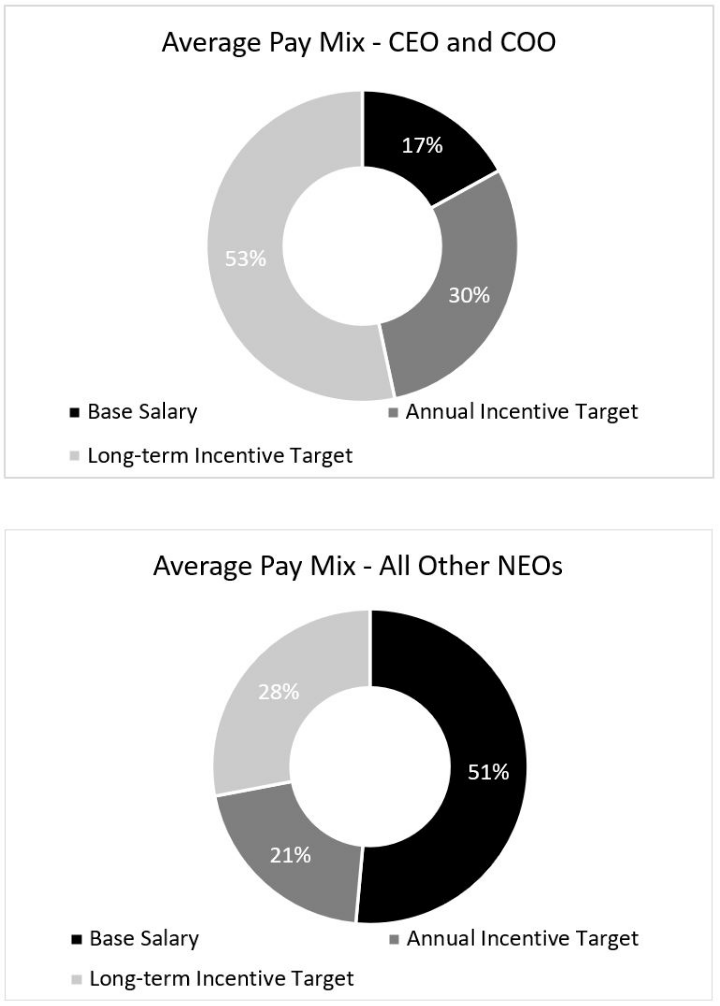 Average Pay Mix - CEO and COO
17%
53%
30%
Base Salary
Annual Incentive Target
Long-term Incentive Target
Average Pay Mix - All Other NEOs
28%
51%
21%
Base Salary
Annual Incentive Target
Long-term Incentive Target